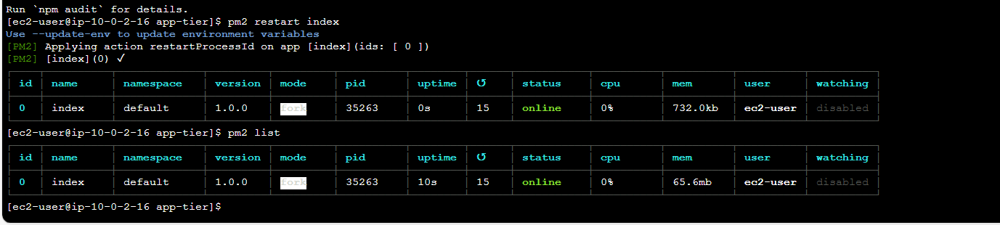 Run `npm audit` for details.
[ec2-user@ip-10-0-2-16 app-tier]$ pm2 restart index
Use --update-env to update environment variables
[PM2] Applying action restartProcessId on app [index](ids: [ 0 ])
[PM2] [index](0) ✓
id name namespace version mode pid uptime ↺ status cpu mem user watching
0 index default 1.0.0 fork 35263 0s 15 online 0% 732.0kb ec2-user disabled
[ec2-user@ip-10-0-2-16 app-tier]$ pm2 list
id name namespace version mode pid uptime ↺ status cpu mem user watching
0 index default 1.0.0 fork 35263 10s 15 online 0% 65.6mb ec2-user disabled
[ec2-user@ip-10-0-2-16 app-tier]$